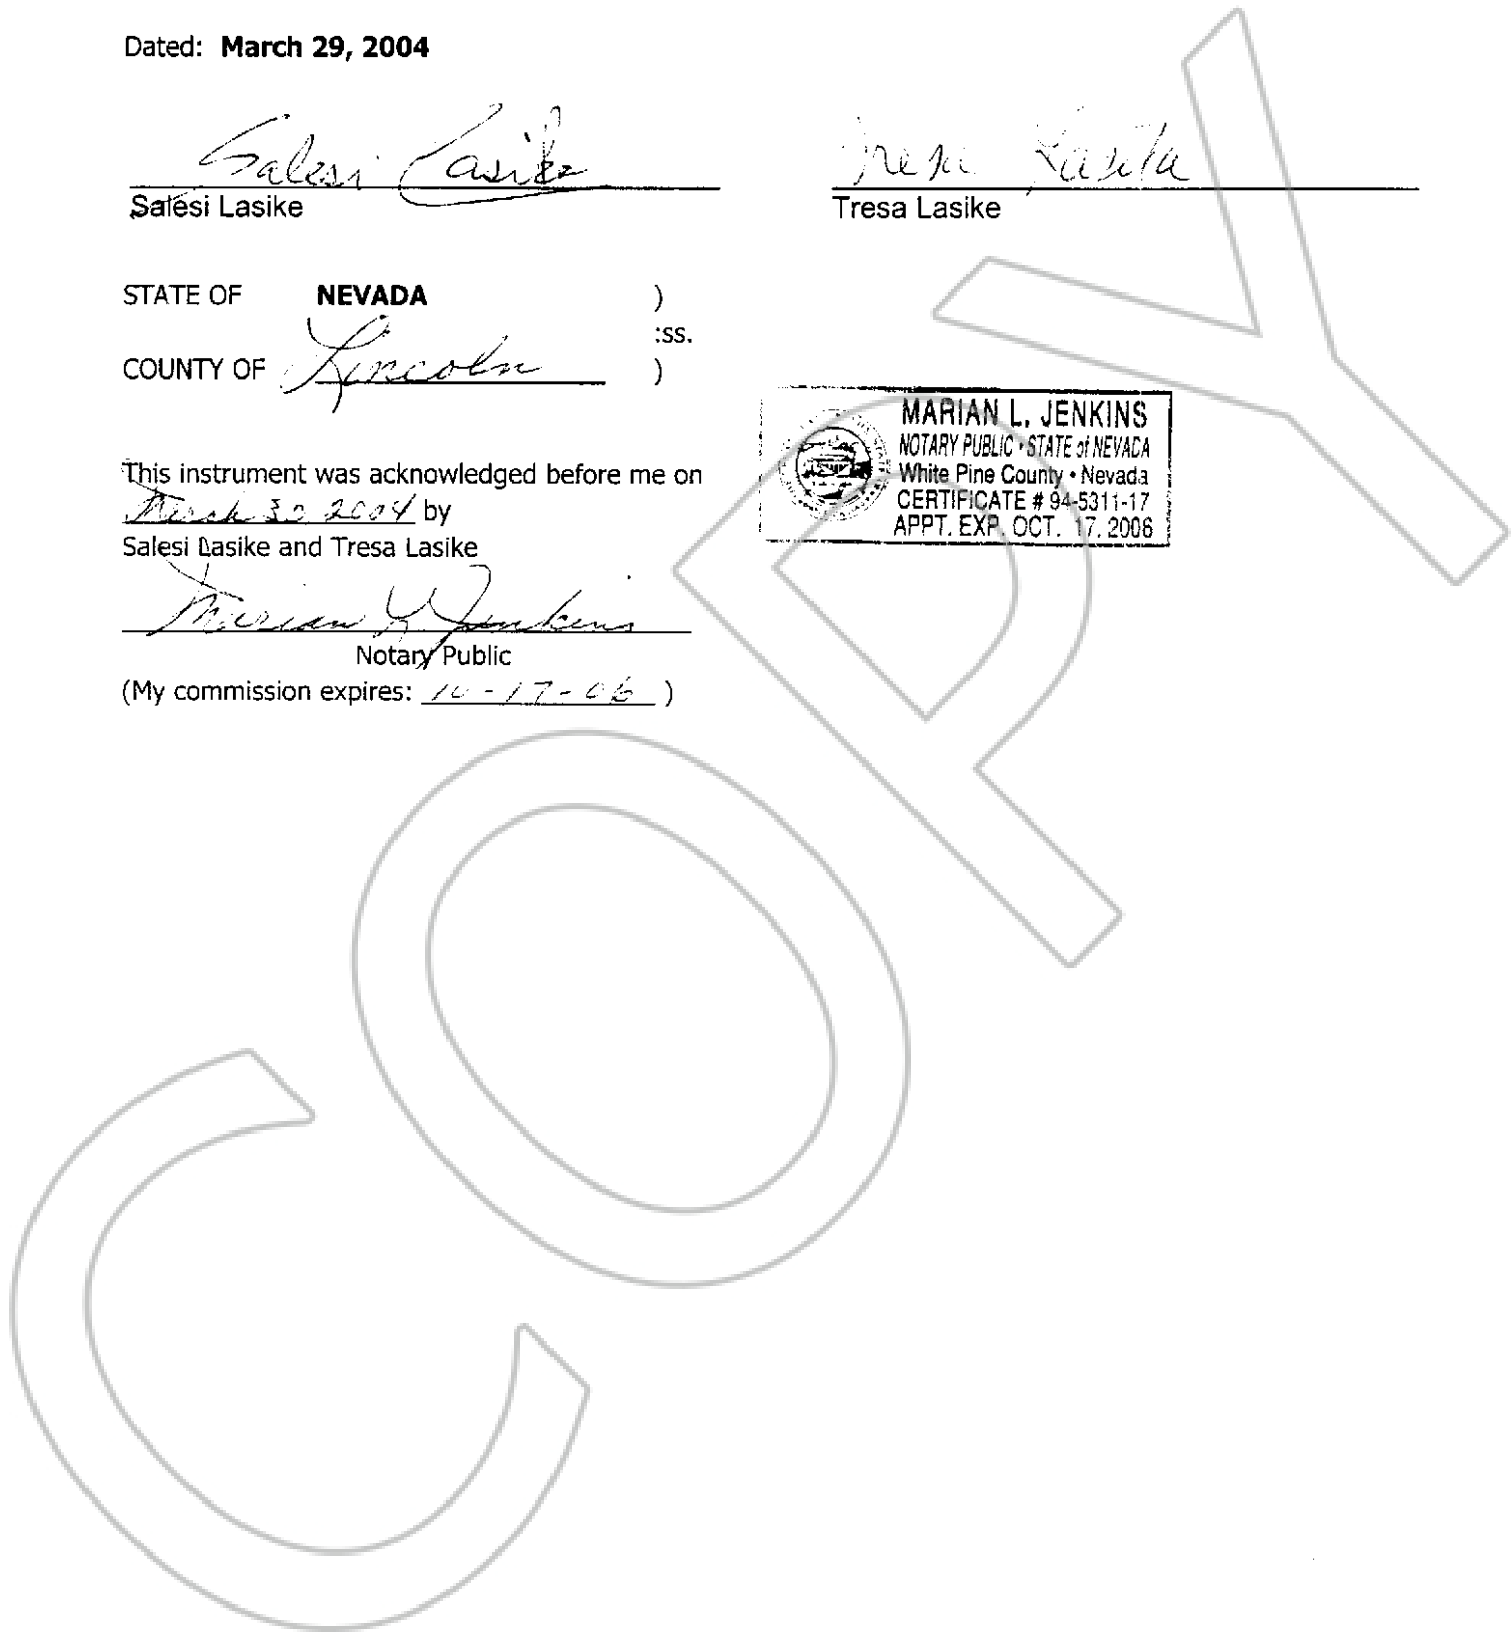 Dated: March 29, 2004
Salesi Lasike
Salesi Lasike
Tresa Lasike
STATE OF NEVADA )
:ss.
COUNTY OF Lincoln )
MARIAN L. JENKINS
NOTARY PUBLIC • STATE of NEVADA
White Pine County • Nevada
CERTIFICATE # 94-5311-17
APPT. EXP. OCT. 17, 2006
This instrument was acknowledged before me on
March 30 2004 by
Salesi Lasike and Tresa Lasike
Marian L. Jenkins
Notary Public
(My commission expires: 10-17-06 )
COPY